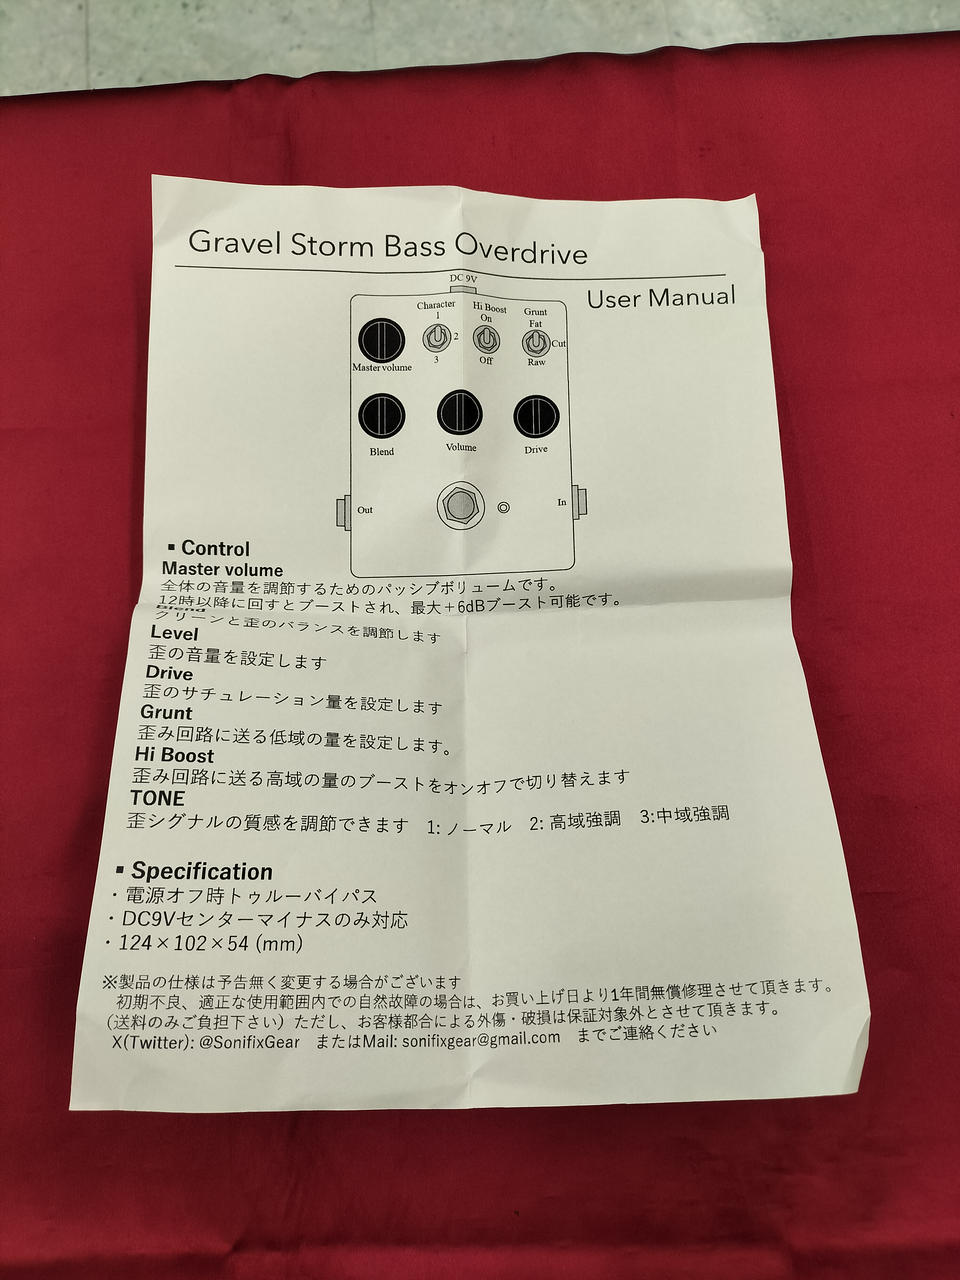 Gravel Storm Bass Overdrive
User Manual
DC 9V
Character
1
2
3
Hi Boost
On
Off
Grunt
Fat
Cut
Raw
Master volume
Blend
Volume
Drive
Out
In
▪ Control
Master volume
全体の音量を調節するためのパッシブボリュームです。
12時以降に回すとブーストされ、最大＋6dBブースト可能です。
Blend
クリーンと歪のバランスを調節します
Level
歪の音量を設定します
Drive
歪のサチュレーション量を設定します
Grunt
歪み回路に送る低域の量を設定します。
Hi Boost
歪み回路に送る高域の量のブーストをオンオフで切り替えます
TONE
歪シグナルの質感を調節できます 1: ノーマル 2: 高域強調 3:中域強調
▪ Specification
・電源オフ時トゥルーバイパス
・DC9Vセンターマイナスのみ対応
・124×102×54 (mm)
※製品の仕様は予告無く変更する場合がございます
初期不良、適正な使用範囲内での自然故障の場合は、お買い上げ日より1年間無償修理させて頂きます。
（送料のみご負担下さい）ただし、お客様都合による外傷・破損は保証対象外とさせて頂きます。
X(Twitter): @SonifixGear またはMail: sonifixgear@gmail.com までご連絡ください